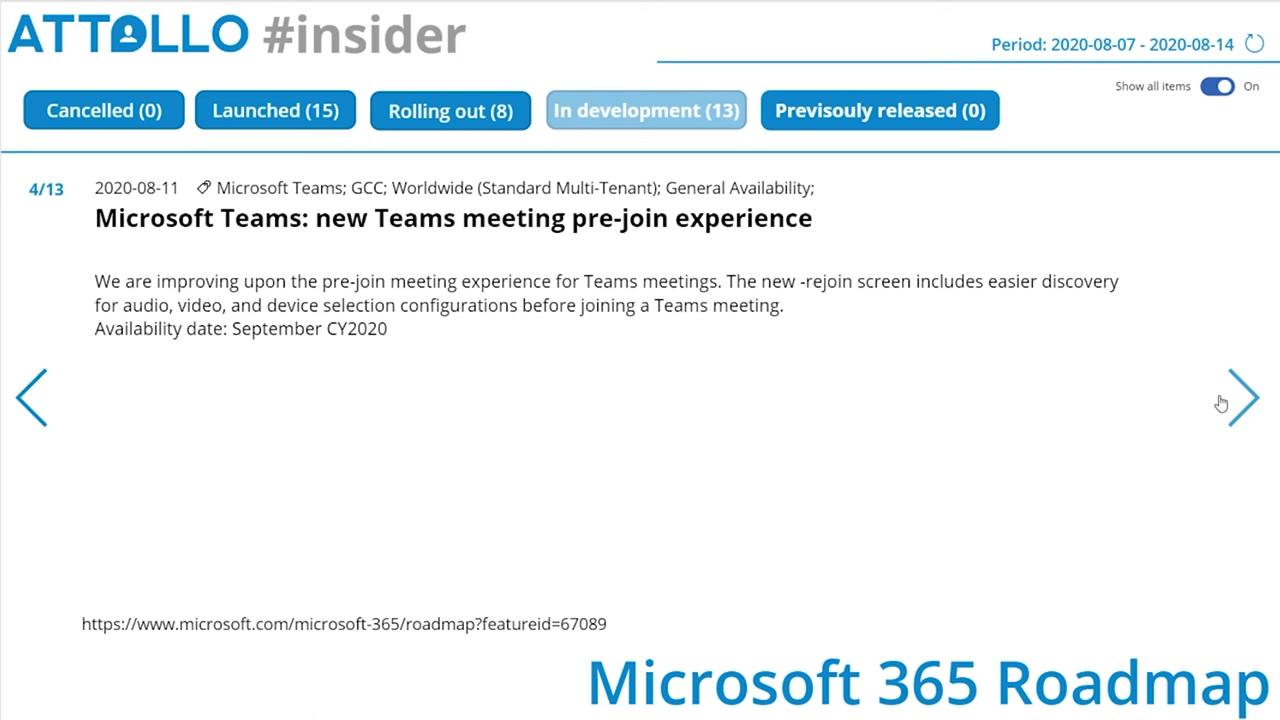 ATTOLLO #insider
Period: 2020-08-07 - 2020-08-14
Show all items On
Cancelled (0) Launched (15) Rolling out (8) In development (13) Previsouly released (0)
4/13 2020-08-11 Microsoft Teams; GCC; Worldwide (Standard Multi-Tenant); General Availability;
Microsoft Teams: new Teams meeting pre-join experience
We are improving upon the pre-join meeting experience for Teams meetings. The new -rejoin screen includes easier discovery
for audio, video, and device selection configurations before joining a Teams meeting.
Availability date: September CY2020
https://www.microsoft.com/microsoft-365/roadmap?featureid=67089
Microsoft 365 Roadmap